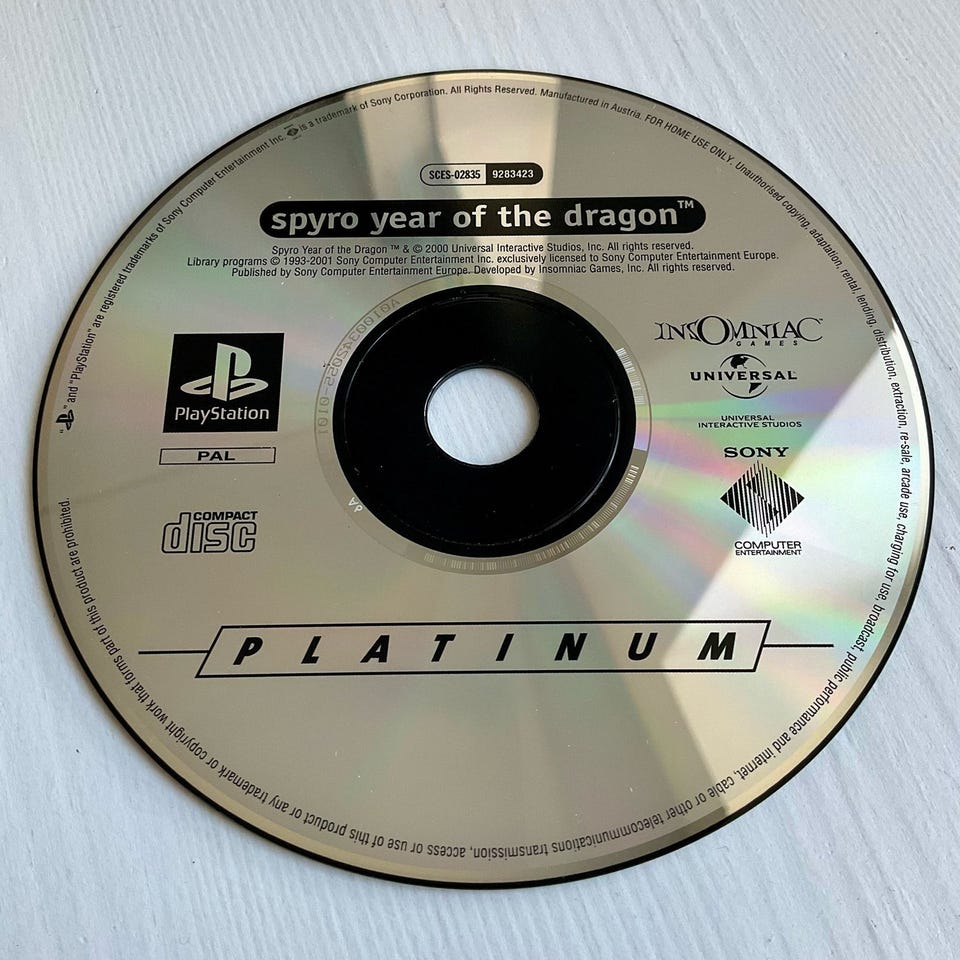 "PS" and "PlayStation" are registered trademarks of Sony Computer Entertainment Inc. is a trademark of Sony Corporation. All Rights Reserved. Manufactured in Austria. FOR HOME USE ONLY. Unauthorised copying, adaptation, rental, lending, distribution, extraction, re-sale, arcade use, charging for use, broadcast, public performance and internet, cable or other telecommunications transmission, access or use of this product or any trademark or copyright work that forms part of this product are prohibited.
SCES-02835 9283423
spyro year of the dragon™
Spyro Year of the Dragon ™ & © 2000 Universal Interactive Studios, Inc. All rights reserved.
Library programs © 1993-2001 Sony Computer Entertainment Inc. exclusively licensed to Sony Computer Entertainment Europe.
Published by Sony Computer Entertainment Europe. Developed by Insomniac Games, Inc. All rights reserved.
PlayStation
PAL
COMPACT
disc
INSOMNIAC
GAMES
UNIVERSAL
UNIVERSAL
INTERACTIVE STUDIOS
SONY
COMPUTER
ENTERTAINMENT
PLATINUM